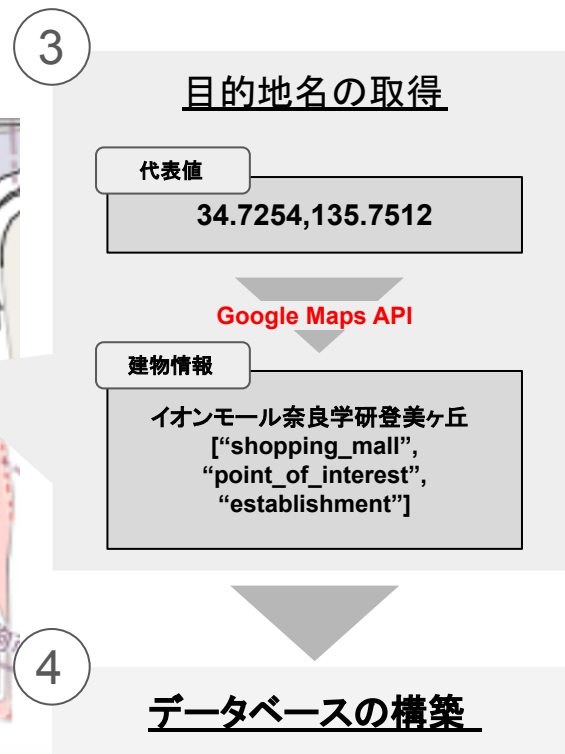 3
目的地名の取得
代表値
34.7254,135.7512
Google Maps API
建物情報
イオンモール奈良学研登美ヶ丘
[“shopping_mall”,
“point_of_interest”,
“establishment”]
4
データベースの構築